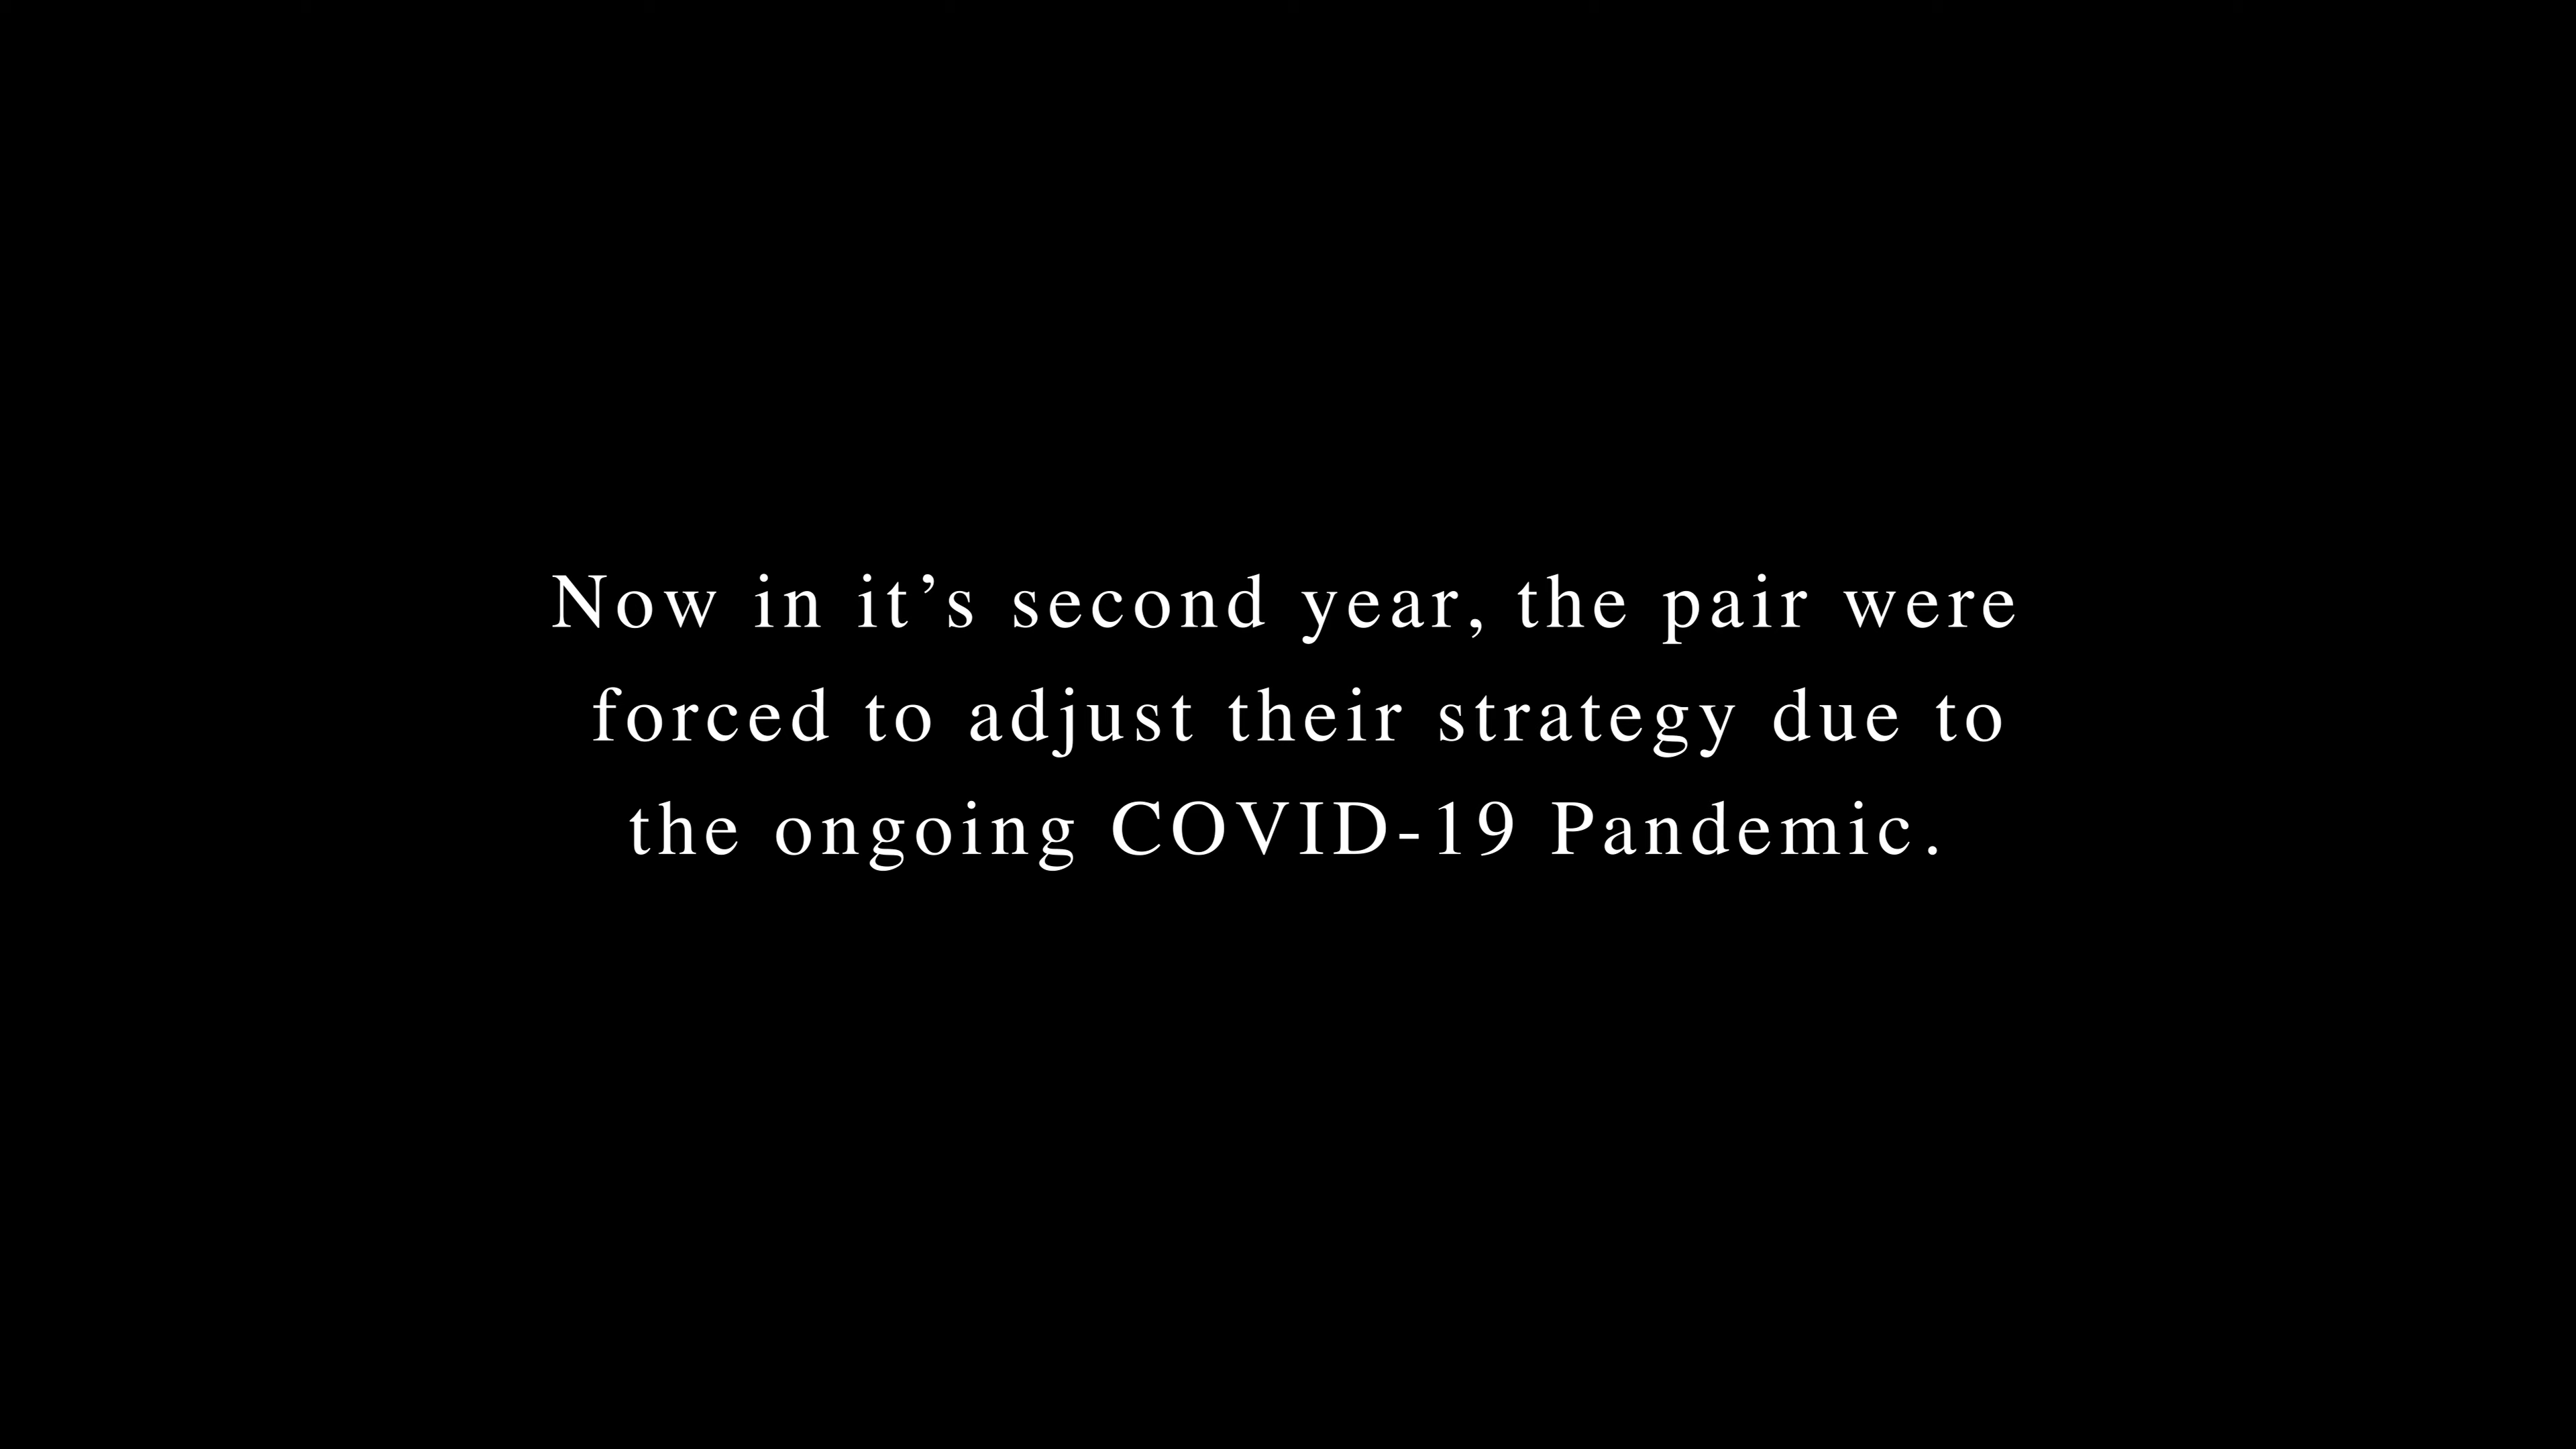 Now in it’s second year, the pair were
forced to adjust their strategy due to
the ongoing COVID-19 Pandemic.